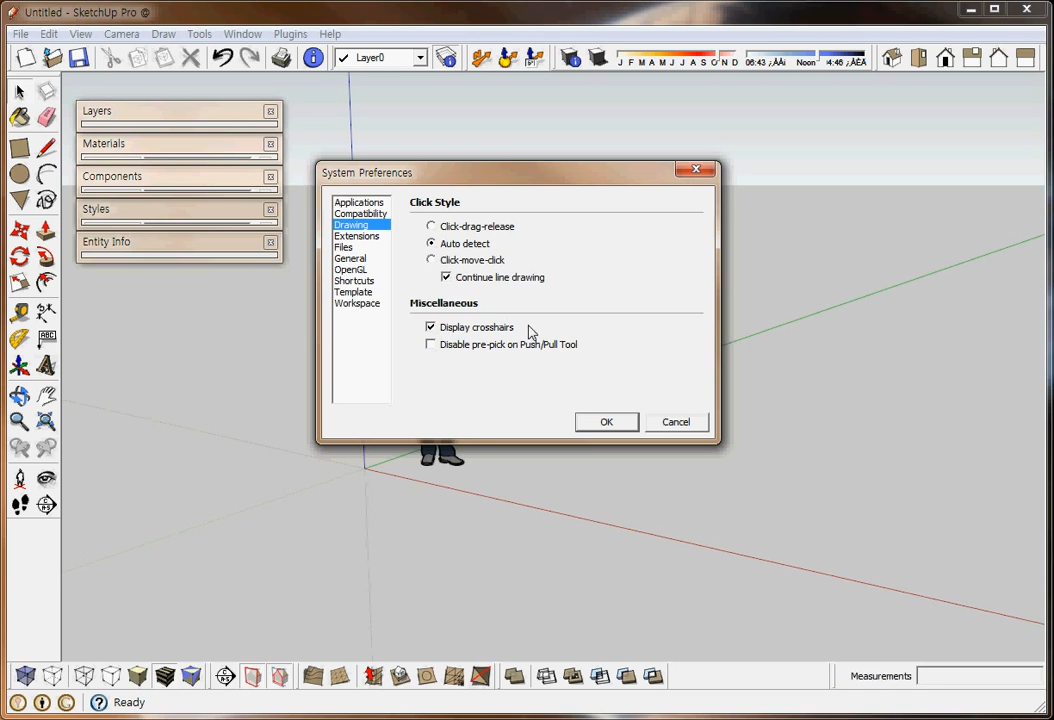 Untitled - SketchUp Pro @
File Edit View Camera Draw Tools Window Plugins Help
Layer0
J F M A M J J A S O N D
06:43 ¿ÀÀü Noon
Layers
Materials
Components
Styles
Entity Info
System Preferences
Applications
Compatibility
Drawing
Extensions
Files
General
OpenGL
Shortcuts
Template
Workspace
Click Style
Click-drag-release
Auto detect
Click-move-click
Continue line drawing
Miscellaneous
Display crosshairs
Disable pre-pick on Push/Pull Tool
OK Cancel
ABC
Measurements
Ready